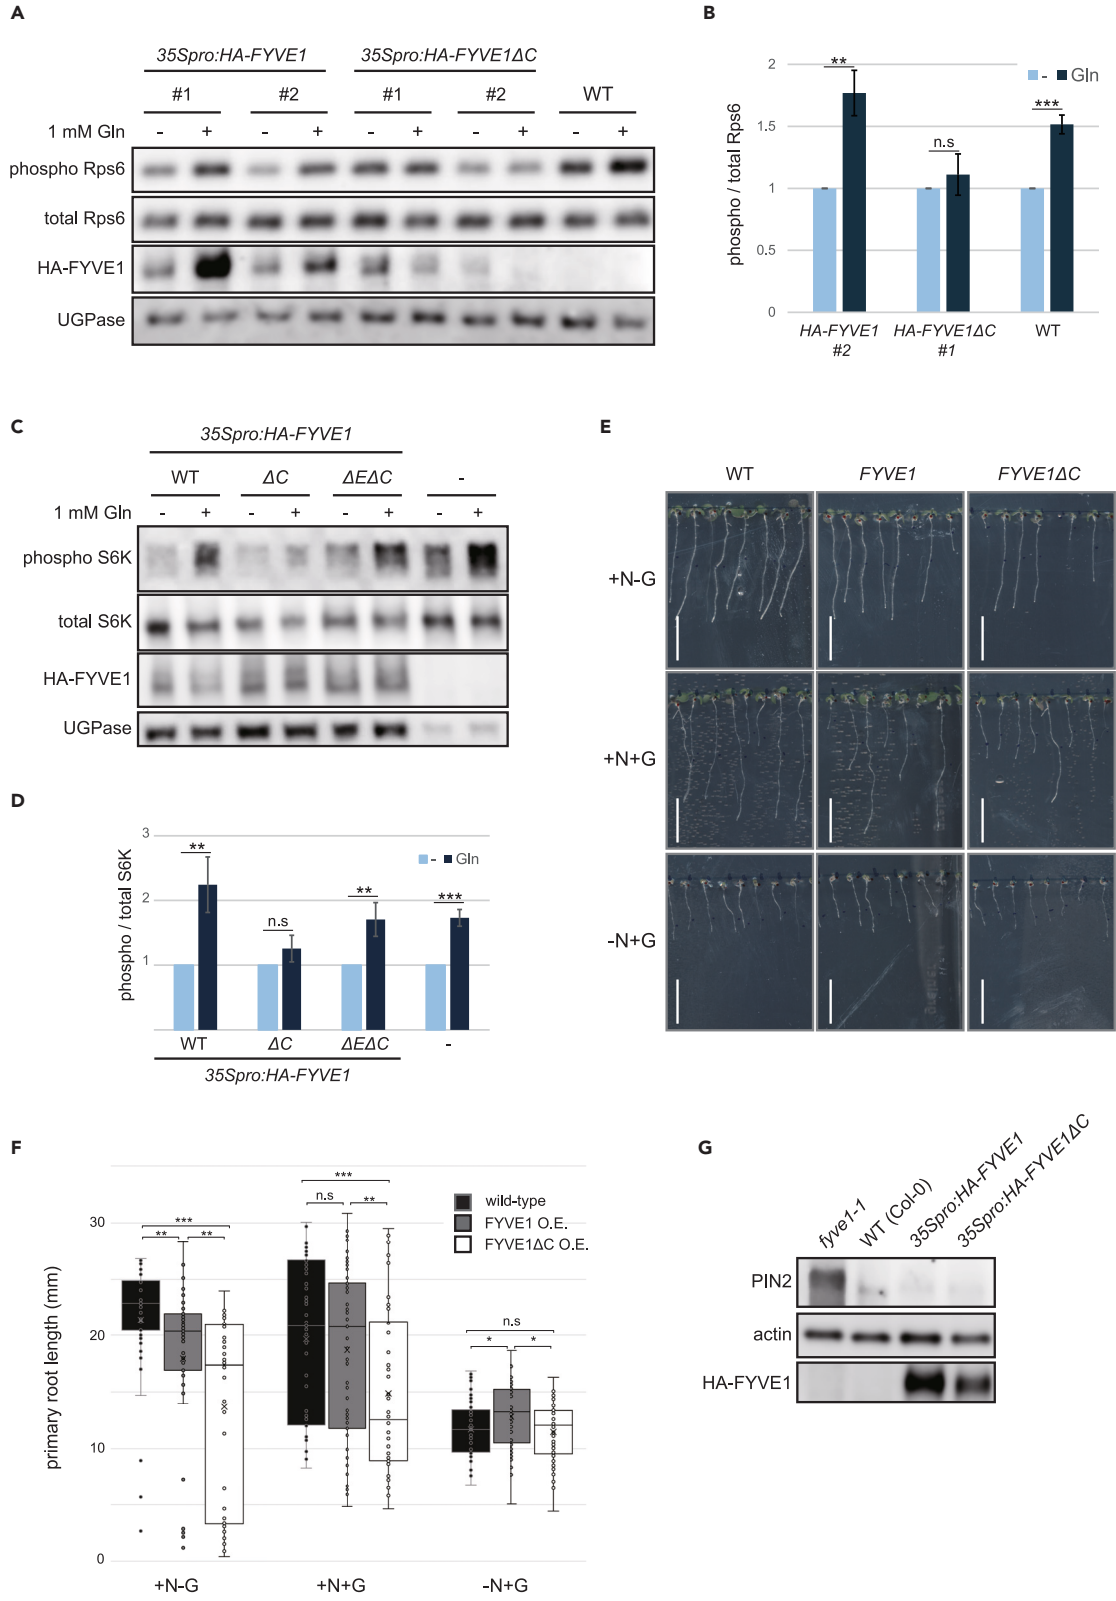 A
35Spro:HA-FYVE1 35Spro:HA-FYVE1ΔC
#1 #2 #1 #2 WT
1 mM Gln - + - + - + - + - +
phospho Rps6
total Rps6
HA-FYVE1
UGPase
B
phospho / total Rps6
2
1.5
1
0.5
0
- Gln
** n.s ***
HA-FYVE1 HA-FYVE1ΔC WT
#2 #1
C
35Spro:HA-FYVE1
WT ΔC ΔEΔC -
1 mM Gln - + - + - + - +
phospho S6K
total S6K
HA-FYVE1
UGPase
D
phospho / total S6K
3
2
1
- Gln
** n.s ** ***
WT ΔC ΔEΔC -
35Spro:HA-FYVE1
E
WT FYVE1 FYVE1ΔC
+N-G
+N+G
-N+G
F
primary root length (mm)
30
20
10
0
wild-type
FYVE1 O.E.
FYVE1ΔC O.E.
***
** **
***
n.s **
n.s
* *
+N-G +N+G -N+G
G
fyve1-1 WT (Col-0) 35Spro:HA-FYVE1 35Spro:HA-FYVE1ΔC
PIN2
actin
HA-FYVE1